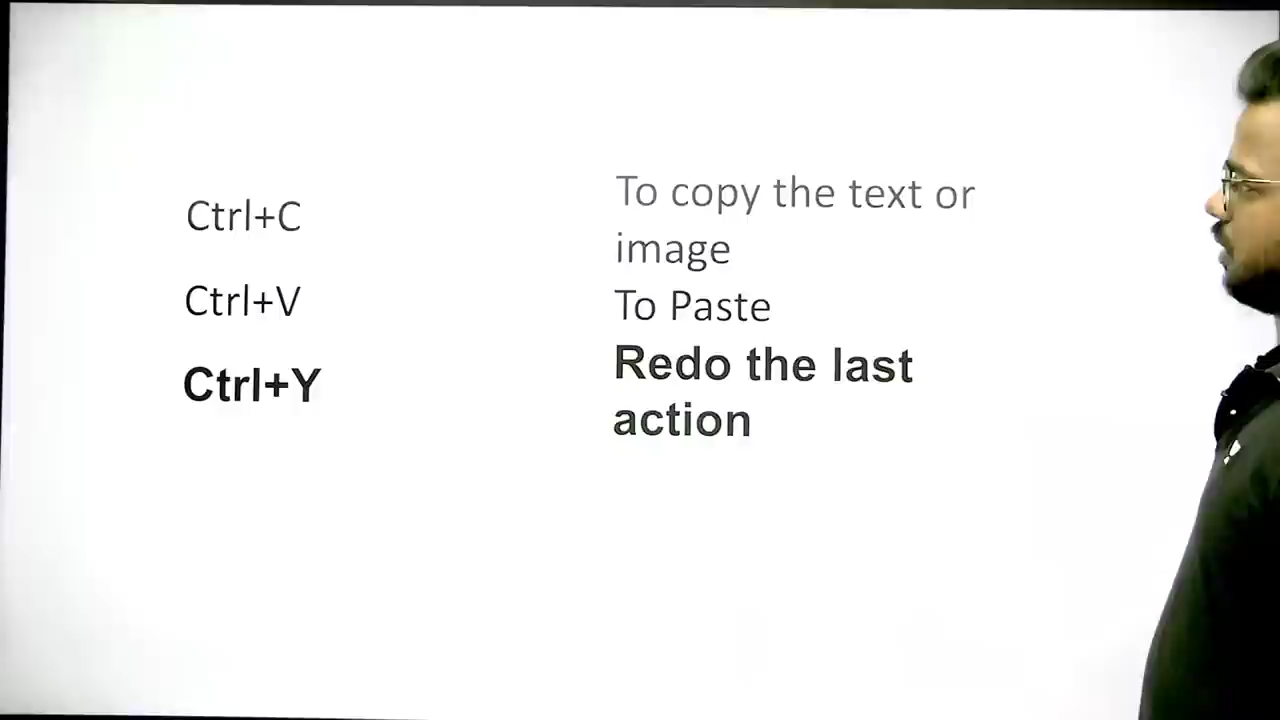 Ctrl+C
To copy the text or
image
Ctrl+V
To Paste
Ctrl+Y
Redo the last
action